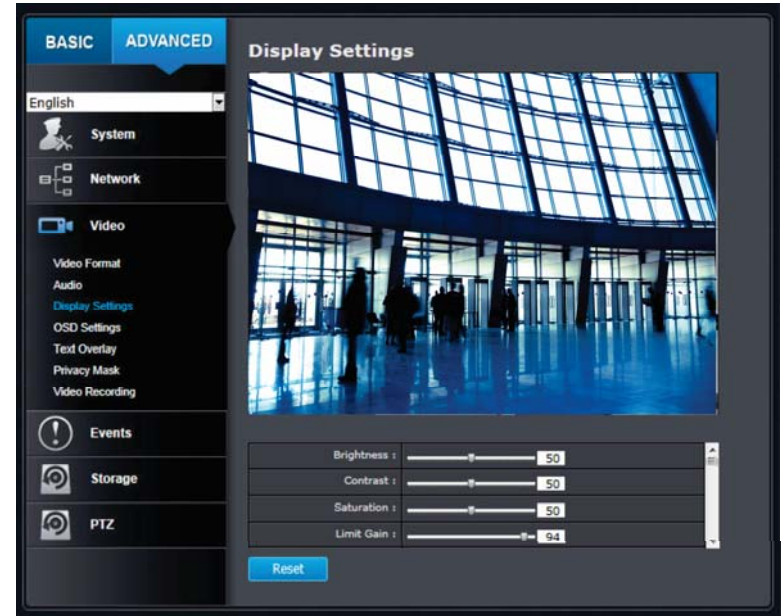 BASIC ADVANCED
English
System
Network
Video
Video Format
Audio
Display Settings
OSD Settings
Text Overlay
Privacy Mask
Video Recording
Events
Storage
PTZ
Display Settings
Brightness : 50
Contrast : 50
Saturation : 50
Limit Gain : 94
Reset